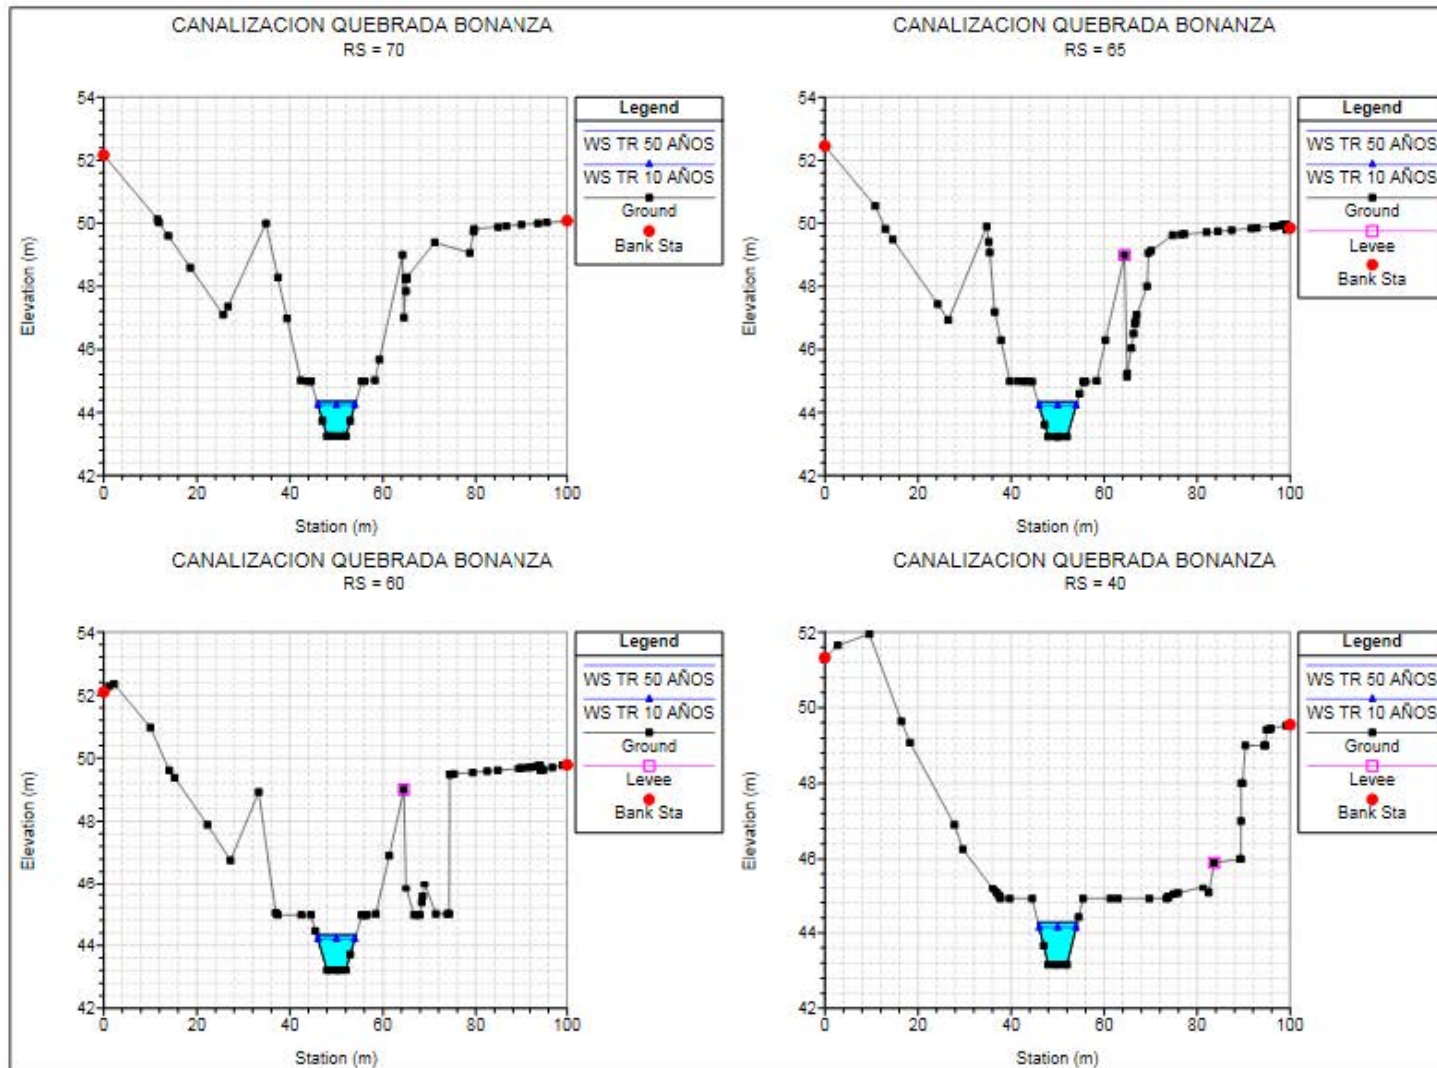 CANALIZACION QUEBRADA BONANZA
RS = 70
Elevation (m)
54
52
50
48
46
44
42
0
20
40
60
80
100
Station (m)
Legend
WS TR 50 AÑOS
WS TR 10 AÑOS
Ground
Bank Sta
CANALIZACION QUEBRADA BONANZA
RS = 65
Elevation (m)
54
52
50
48
46
44
42
0
20
40
60
80
100
Station (m)
Legend
WS TR 50 AÑOS
WS TR 10 AÑOS
Ground
Levee
Bank Sta
CANALIZACION QUEBRADA BONANZA
RS = 60
Elevation (m)
54
52
50
48
46
44
42
0
20
40
60
80
100
Station (m)
Legend
WS TR 50 AÑOS
WS TR 10 AÑOS
Ground
Levee
Bank Sta
CANALIZACION QUEBRADA BONANZA
RS = 40
Elevation (m)
52
50
48
46
44
42
0
20
40
60
80
100
Station (m)
Legend
WS TR 50 AÑOS
WS TR 10 AÑOS
Ground
Levee
Bank Sta